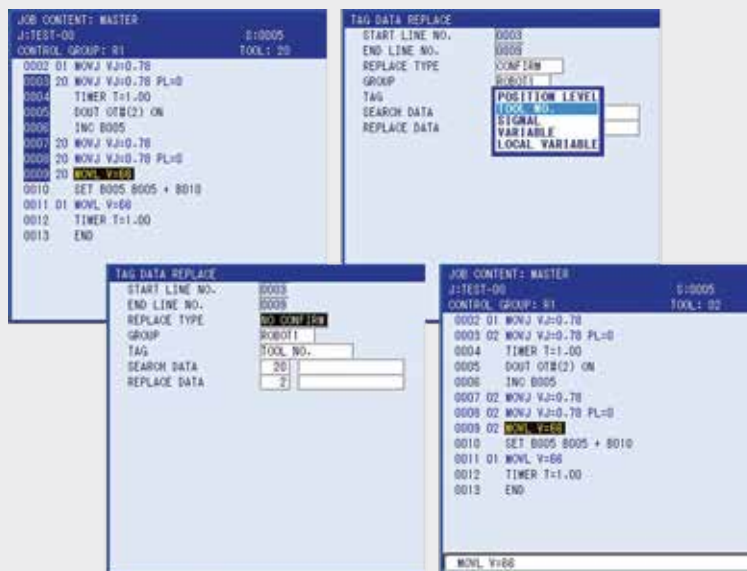 JOB CONTENT: MASTER
J:TEST-00 S:0005
CONTROL GROUP: R1 TOOL: 20
0002 01 MOVJ VJ=0.78
0003 20 MOVJ VJ=0.78 PL=0
0004 TIMER T=1.00
0005 DOUT OT#(2) ON
0006 INC B005
0007 20 MOVJ VJ=0.78
0008 20 MOVJ VJ=0.78 PL=0
0009 20 MOVL V=66
0010 SET B005 B005 + B010
0011 01 MOVL V=66
0012 TIMER T=1.00
0013 END
TAG DATA REPLACE
START LINE NO. 0003
END LINE NO. 0009
REPLACE TYPE CONFIRM
GROUP ROBOT1
TAG
SEARCH DATA
REPLACE DATA
POSITION LEVEL
TOOL NO.
SIGNAL
VARIABLE
LOCAL VARIABLE
TAG DATA REPLACE
START LINE NO. 0003
END LINE NO. 0009
REPLACE TYPE NO CONFIRM
GROUP ROBOT1
TAG TOOL NO.
SEARCH DATA 20
REPLACE DATA 2
JOB CONTENT: MASTER
J:TEST-00 S:0005
CONTROL GROUP: R1 TOOL: 02
0002 01 MOVJ VJ=0.78
0003 02 MOVJ VJ=0.78 PL=0
0004 TIMER T=1.00
0005 DOUT OT#(2) ON
0006 INC B005
0007 02 MOVJ VJ=0.78
0008 02 MOVJ VJ=0.78 PL=0
0009 02 MOVL V=66
0010 SET B005 B005 + B010
0011 01 MOVL V=66
0012 TIMER T=1.00
0013 END
MOVL V=66